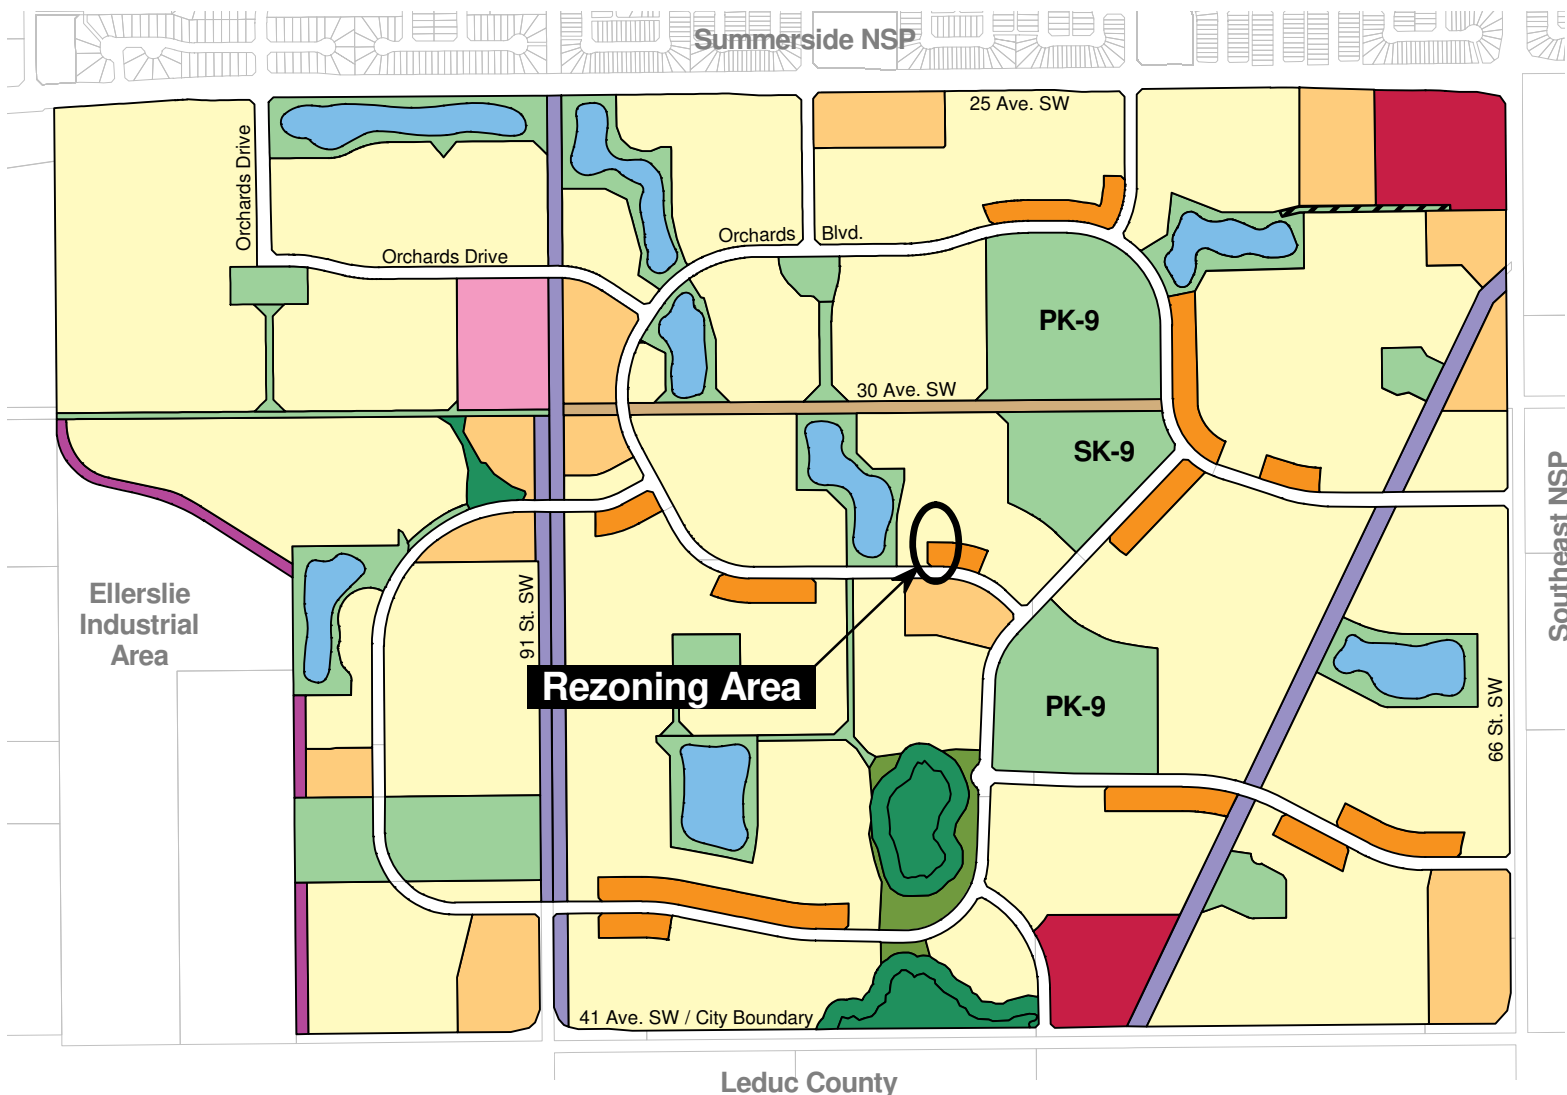 Summerside NSP
25 Ave. SW
Orchards Drive
Orchards Blvd.
Orchards Drive
PK-9
30 Ave. SW
SK-9
Southeast NSP
Ellerslie
Industrial
Area
91 St. SW
Rezoning Area
PK-9
66 St. SW
41 Ave. SW / City Boundary
Leduc County